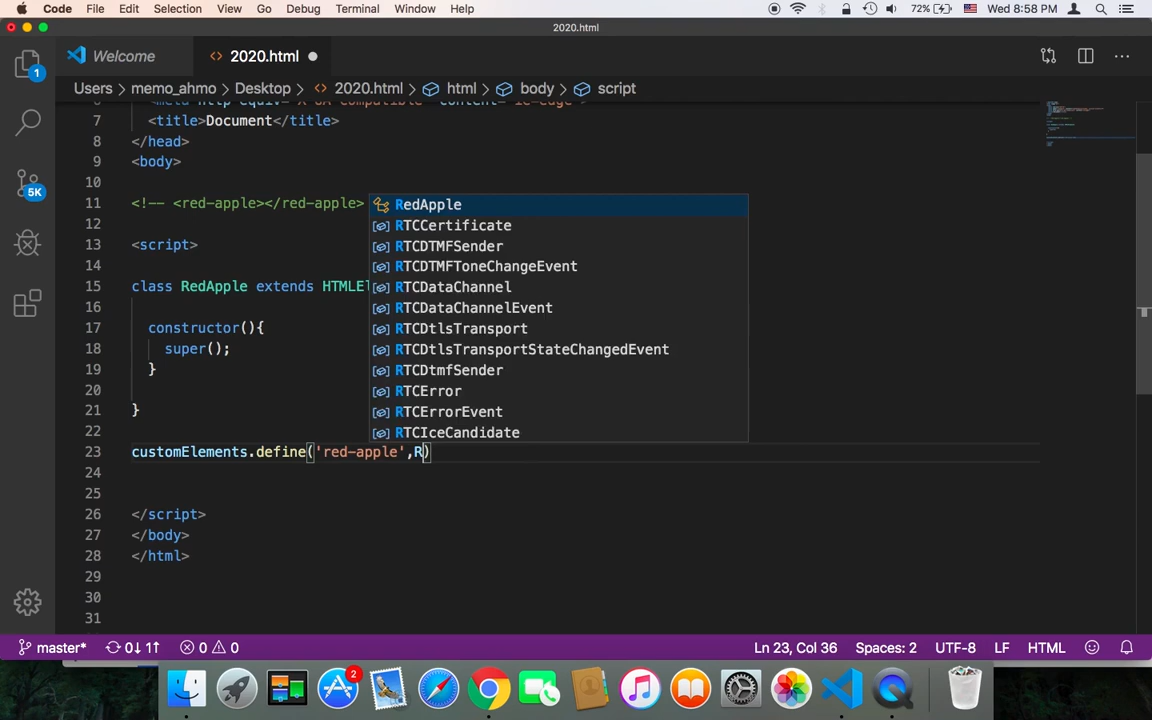 Code File Edit Selection View Go Debug Terminal Window Help 72% Wed 8:58 PM
2020.html
Welcome <> 2020.html
Users > memo_ahmo > Desktop > <> 2020.html > html > body > script
1
5K
7 <title>Document</title>
8 </head>
9 <body>
10
11 <!-- <red-apple></red-apple>
12
13 <script>
14
15 class RedApple extends HTMLEl
16
17 constructor(){
18 super();
19 }
20
21 }
22
23 customElements.define('red-apple',R)
24
25
26 </script>
27 </body>
28 </html>
29
30
31
RedApple
RTCCertificate
RTCDTMFSender
RTCDTMFToneChangeEvent
RTCDataChannel
RTCDataChannelEvent
RTCDtlsTransport
RTCDtlsTransportStateChangedEvent
RTCDtmfSender
RTCError
RTCErrorEvent
RTCIceCandidate
master* 0↓ 1↑ 0 0 Ln 23, Col 36 Spaces: 2 UTF-8 LF HTML
2